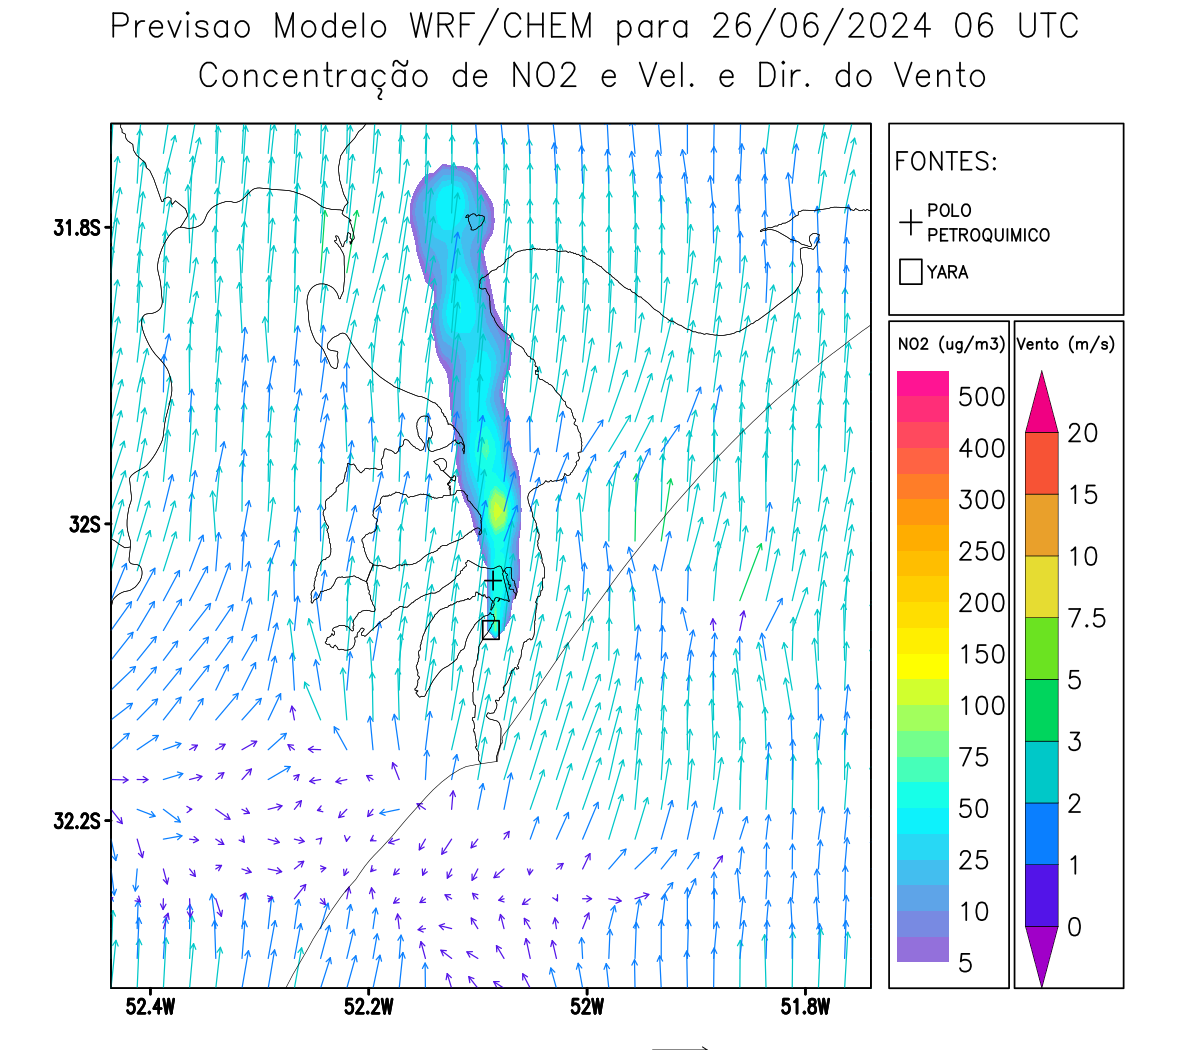 Previsao Modelo WRF/CHEM para 26/06/2024 06 UTC
Concentração de NO2 e Vel. e Dir. do Vento
FONTES:
POLO
PETROQUIMICO
YARA
NO2 (ug/m3)
500
400
300
250
200
150
100
75
50
25
10
5
Vento (m/s)
20
15
10
7.5
5
3
2
1
0
31.8S
32S
32.2S
52.4W
52.2W
52W
51.8W